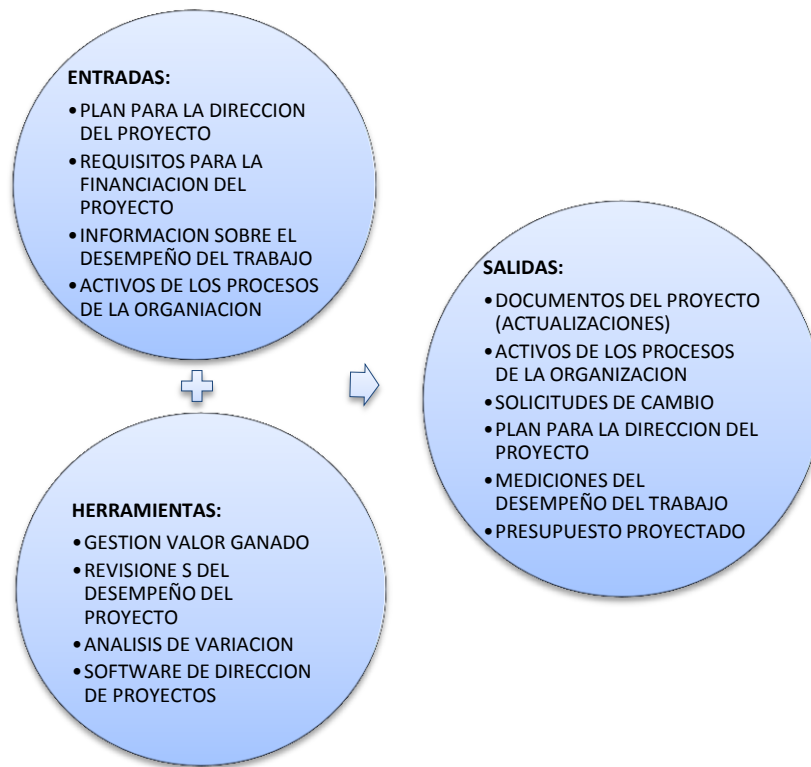 ENTRADAS:
•PLAN PARA LA DIRECCION
DEL PROYECTO
•REQUISITOS PARA LA
FINANCIACION DEL
PROYECTO
•INFORMACION SOBRE EL
DESEMPEÑO DEL TRABAJO
•ACTIVOS DE LOS PROCESOS
DE LA ORGANIACION
HERRAMIENTAS:
•GESTION VALOR GANADO
•REVISIONE S DEL
DESEMPEÑO DEL
PROYECTO
•ANALISIS DE VARIACION
•SOFTWARE DE DIRECCION
DE PROYECTOS
SALIDAS:
•DOCUMENTOS DEL PROYECTO
(ACTUALIZACIONES)
•ACTIVOS DE LOS PROCESOS
DE LA ORGANIZACION
•SOLICITUDES DE CAMBIO
•PLAN PARA LA DIRECCION DEL
PROYECTO
•MEDICIONES DEL
DESEMPEÑO DEL TRABAJO
•PRESUPUESTO PROYECTADO